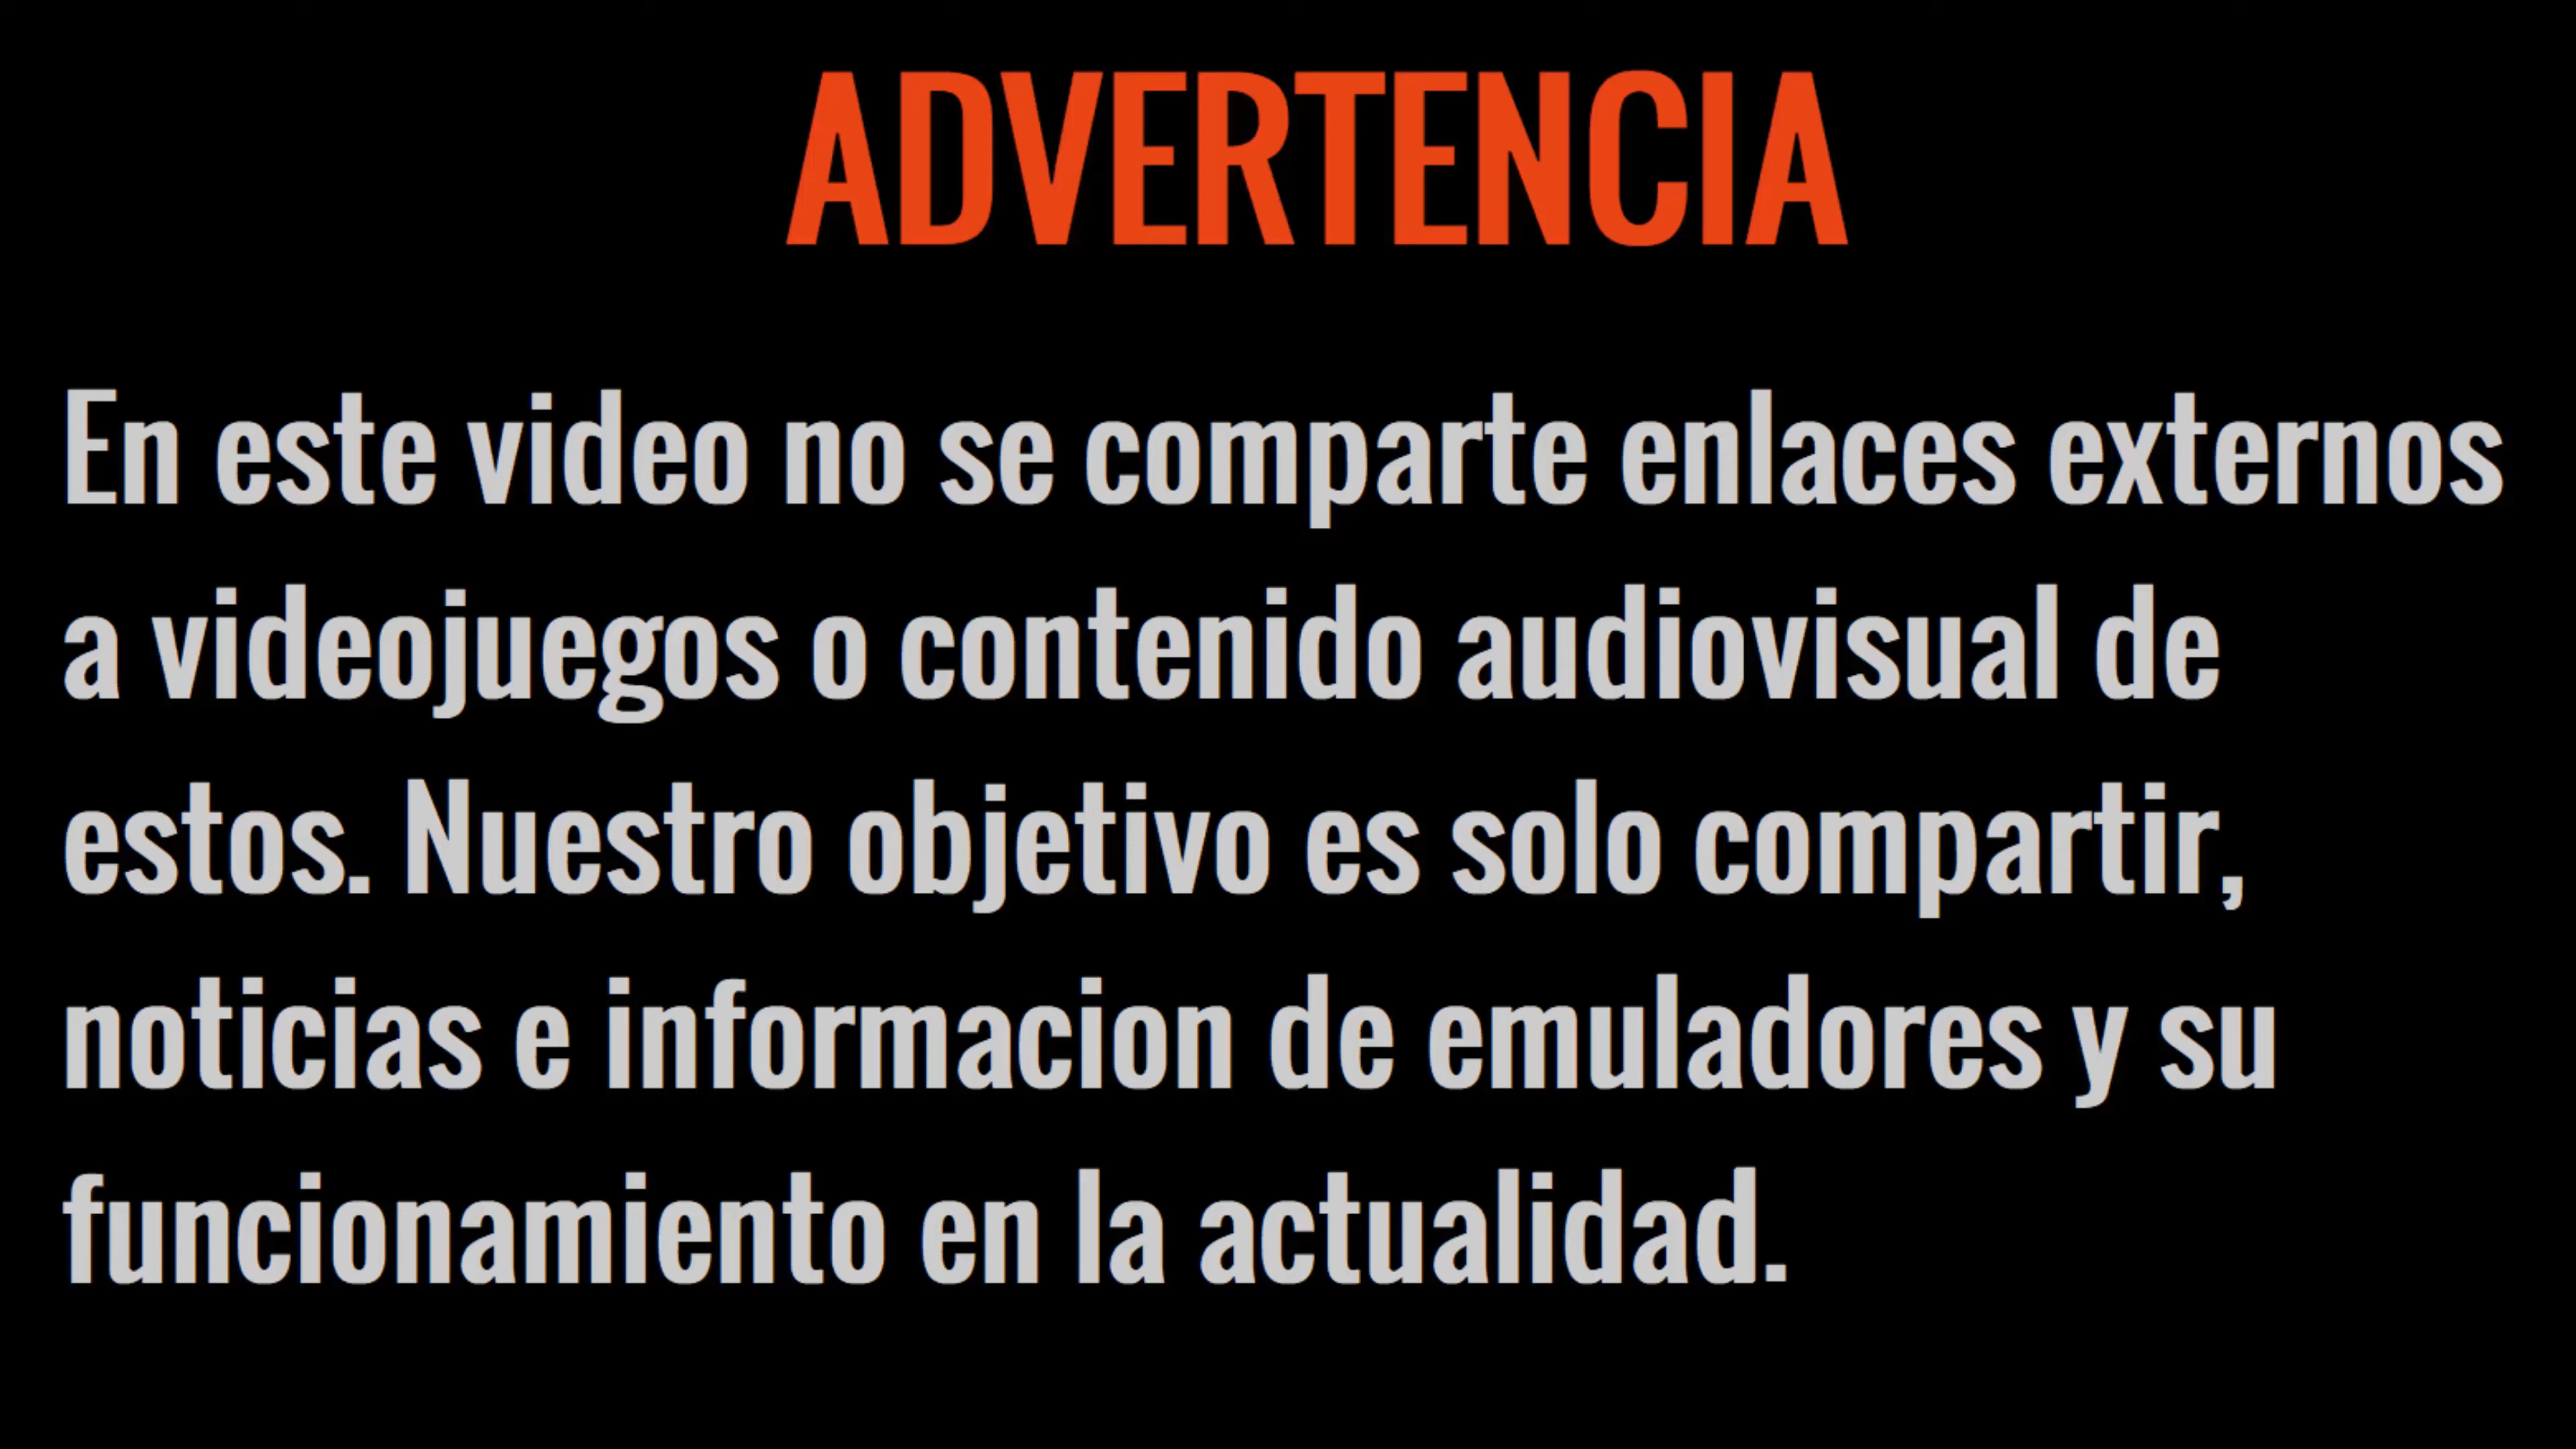 ADVERTENCIA
En este video no se comparte enlaces externos
a videojuegos o contenido audiovisual de
estos. Nuestro objetivo es solo compartir,
noticias e informacion de emuladores y su
funcionamiento en la actualidad.